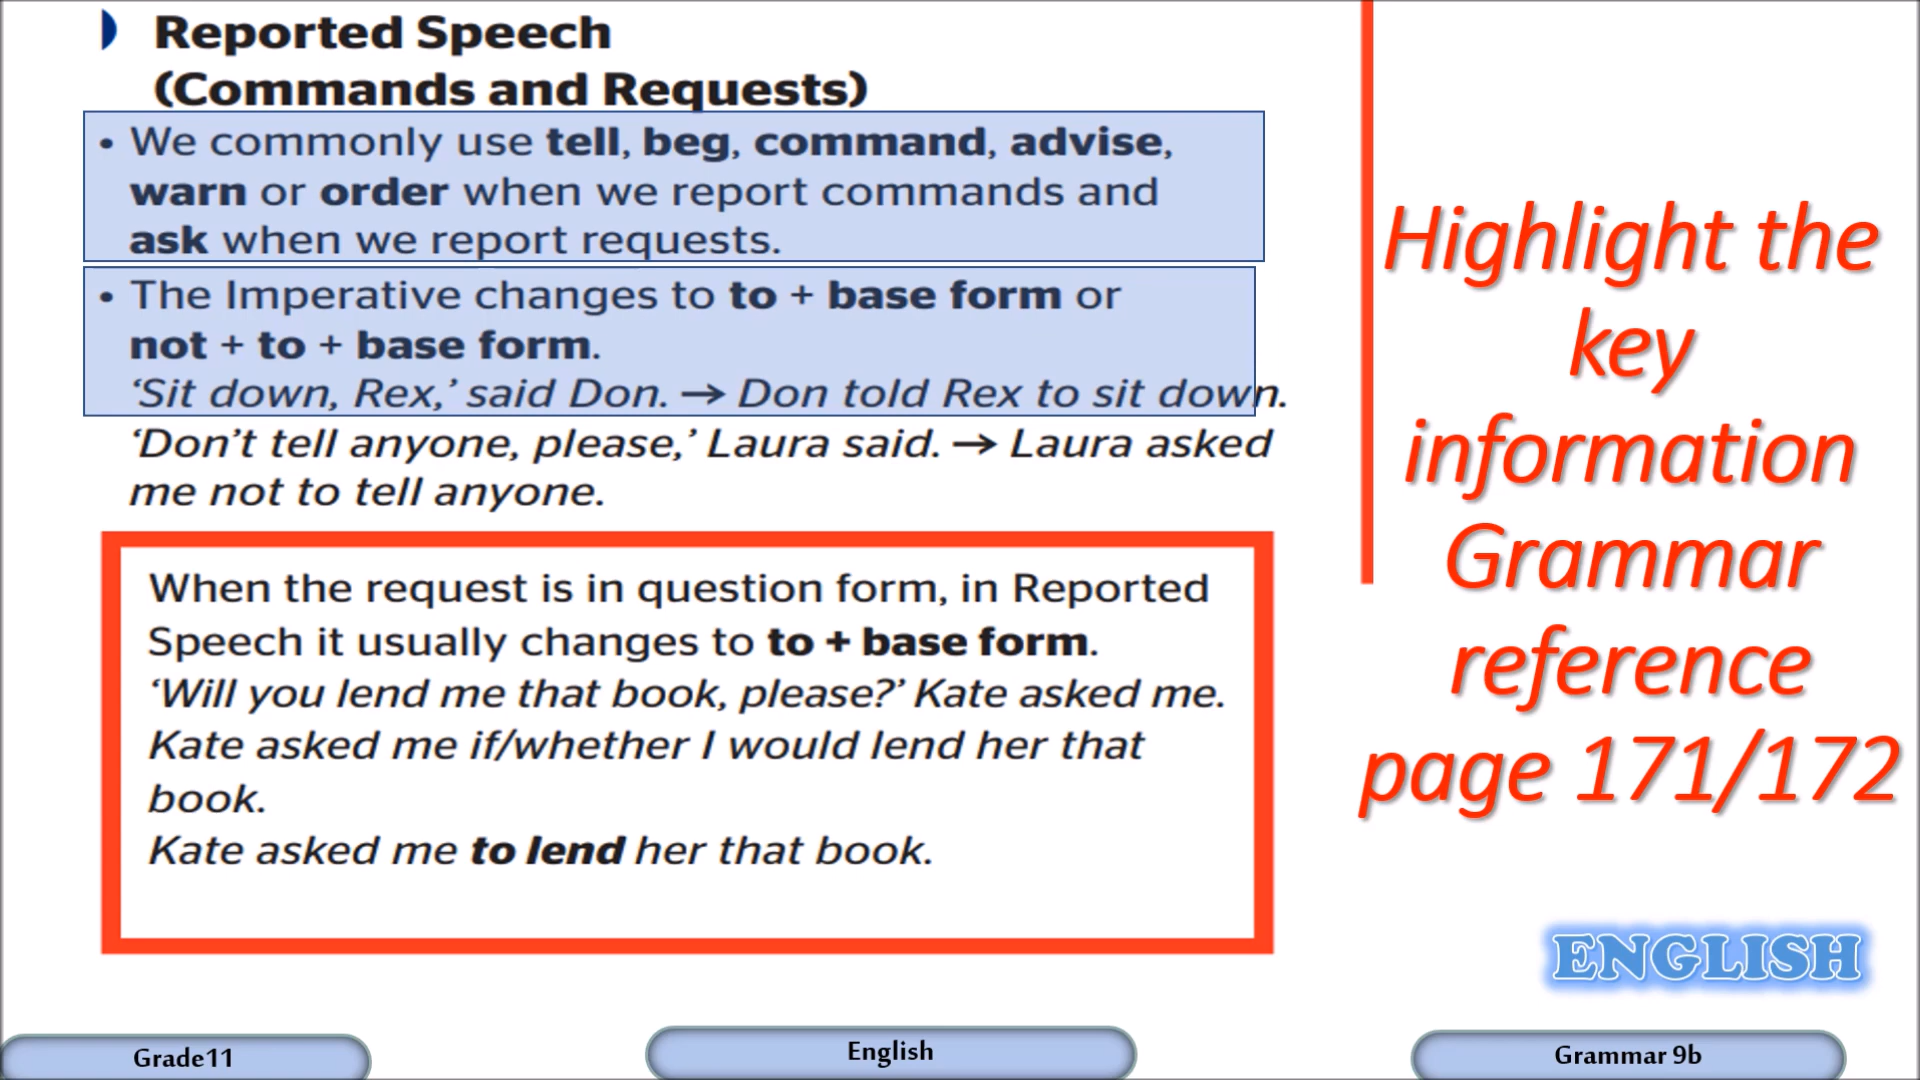 Reported Speech
(Commands and Requests)
• We commonly use tell, beg, command, advise,
warn or order when we report commands and
ask when we report requests.
• The Imperative changes to to + base form or
not + to + base form.
‘Sit down, Rex,’ said Don. → Don told Rex to sit down.
‘Don’t tell anyone, please,’ Laura said. → Laura asked
me not to tell anyone.
When the request is in question form, in Reported
Speech it usually changes to to + base form.
‘Will you lend me that book, please?’ Kate asked me.
Kate asked me if/whether I would lend her that
book.
Kate asked me to lend her that book.
Highlight the
key
information
Grammar
reference
page 171/172
ENGLISH
Grade11
English
Grammar 9b